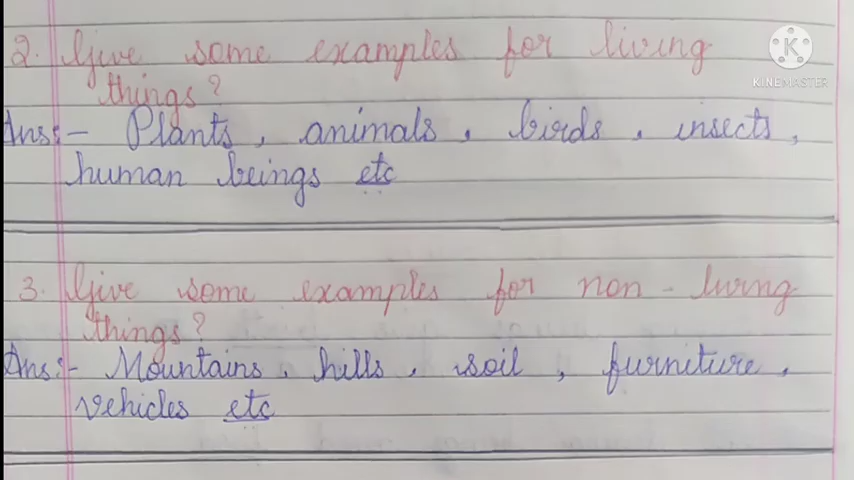 2. Give some examples for living
things?
Ans:- Plants, animals, birds, insects,
human beings etc
3. Give some examples for non-living
things?
Ans:- Mountains, hills, soil, furniture,
vehicles etc
K
KINEMASTER